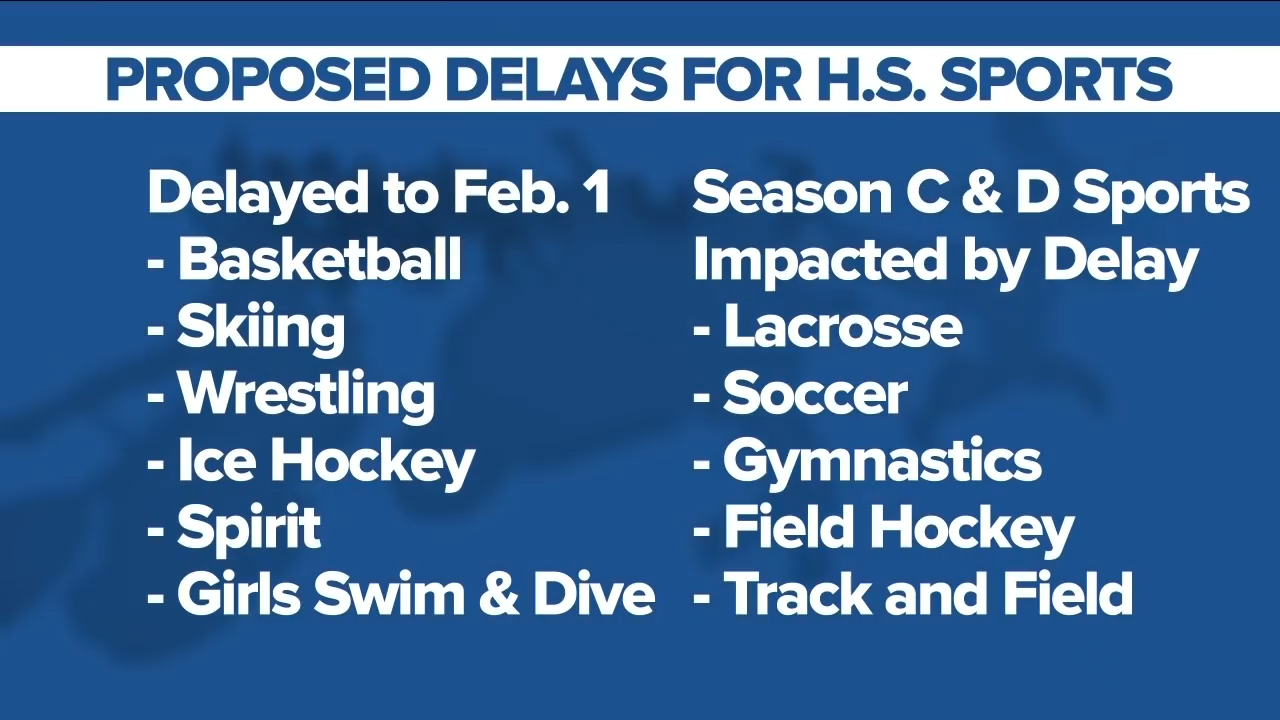 PROPOSED DELAYS FOR H.S. SPORTS
Delayed to Feb. 1
- Basketball
- Skiing
- Wrestling
- Ice Hockey
- Spirit
- Girls Swim & Dive
Season C & D Sports
Impacted by Delay
- Lacrosse
- Soccer
- Gymnastics
- Field Hockey
- Track and Field